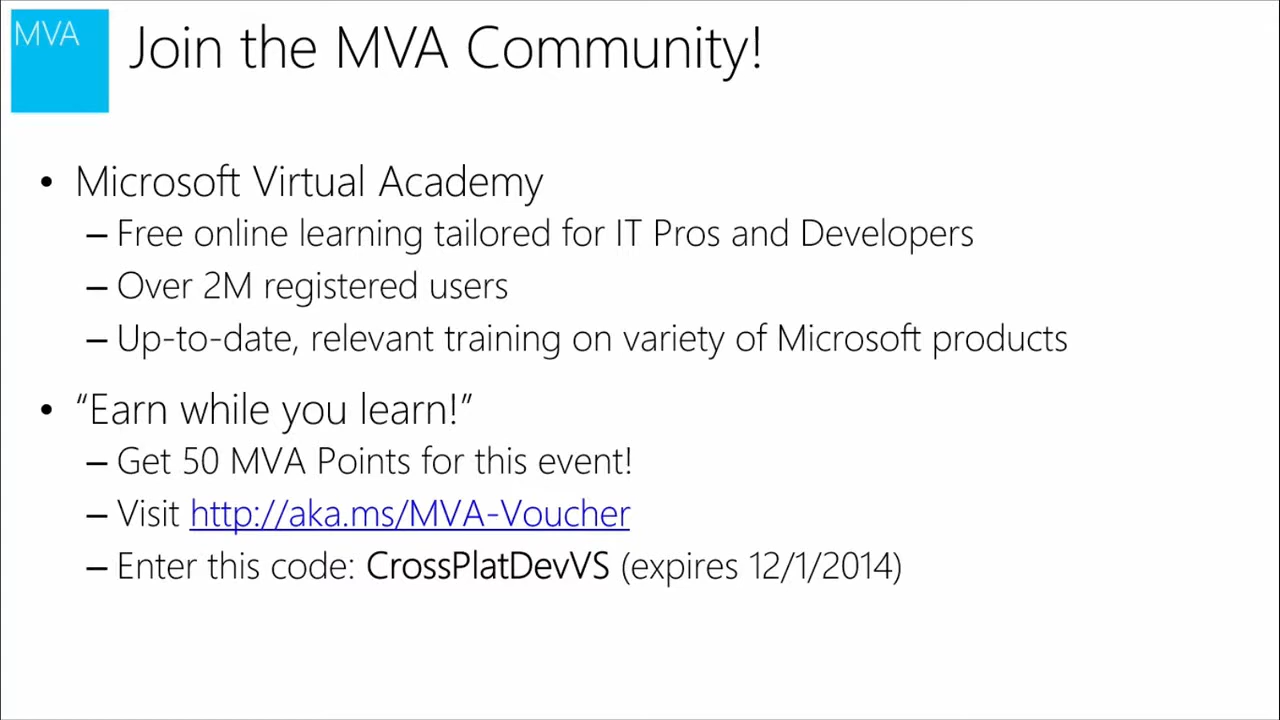 MVA
Join the MVA Community!
• Microsoft Virtual Academy
– Free online learning tailored for IT Pros and Developers
– Over 2M registered users
– Up-to-date, relevant training on variety of Microsoft products
• “Earn while you learn!”
– Get 50 MVA Points for this event!
– Visit http://aka.ms/MVA-Voucher
– Enter this code: CrossPlatDevVS (expires 12/1/2014)